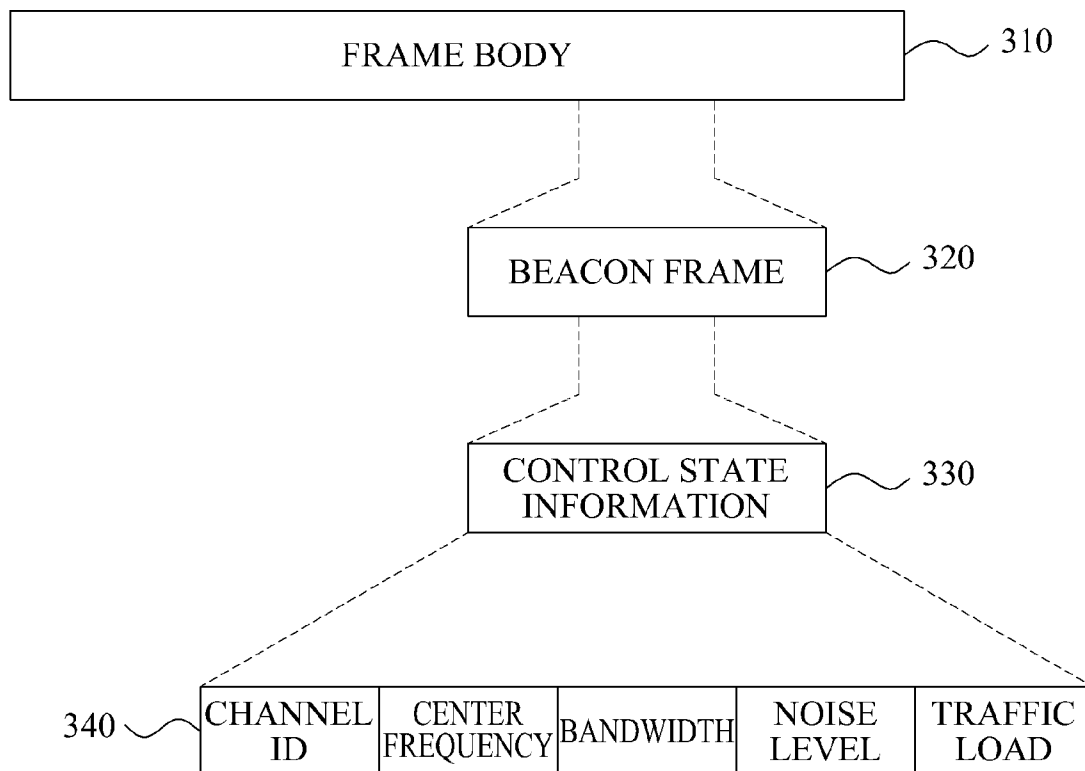 FRAME BODY
310
BEACON FRAME
320
CONTROL STATE
INFORMATION
330
340
CHANNEL
ID
CENTER
FREQUENCY
BANDWIDTH
NOISE
LEVEL
TRAFFIC
LOAD